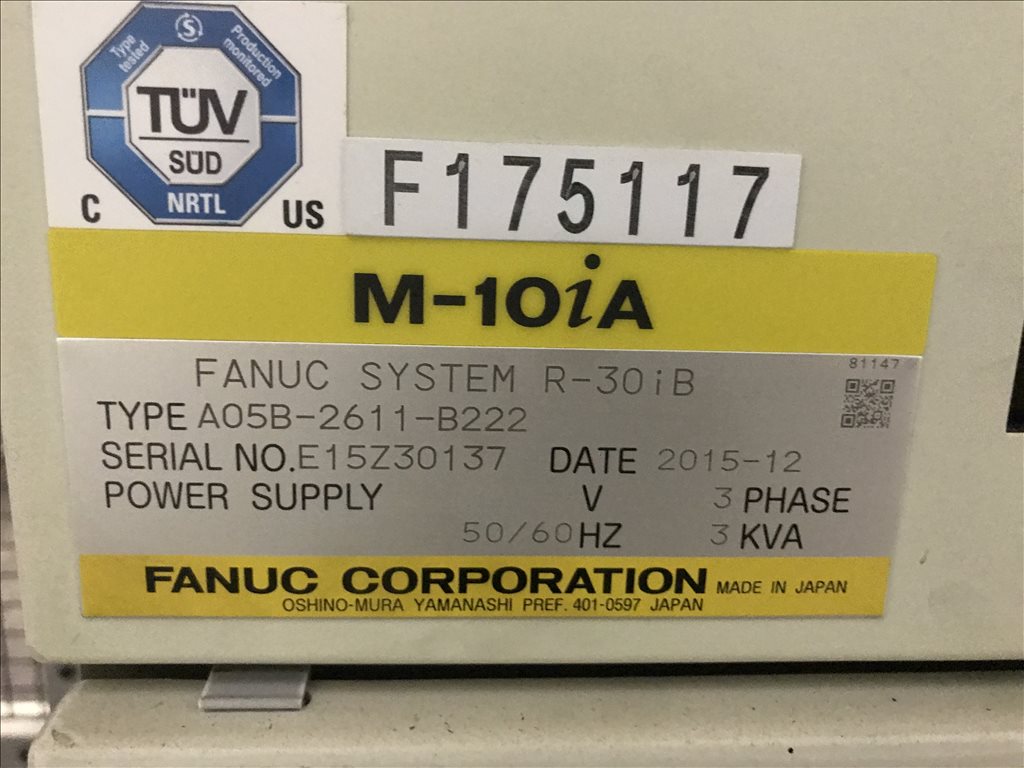 Type tested
Production monitored
TÜV
SÜD
NRTL
C US
F175117
M-10iA
81147
FANUC SYSTEM R-30iB
TYPE A05B-2611-B222
SERIAL NO. E15Z30137 DATE 2015-12
POWER SUPPLY V 3 PHASE
50/60 HZ 3 KVA
FANUC CORPORATION MADE IN JAPAN
OSHINO-MURA YAMANASHI PREF. 401-0597 JAPAN